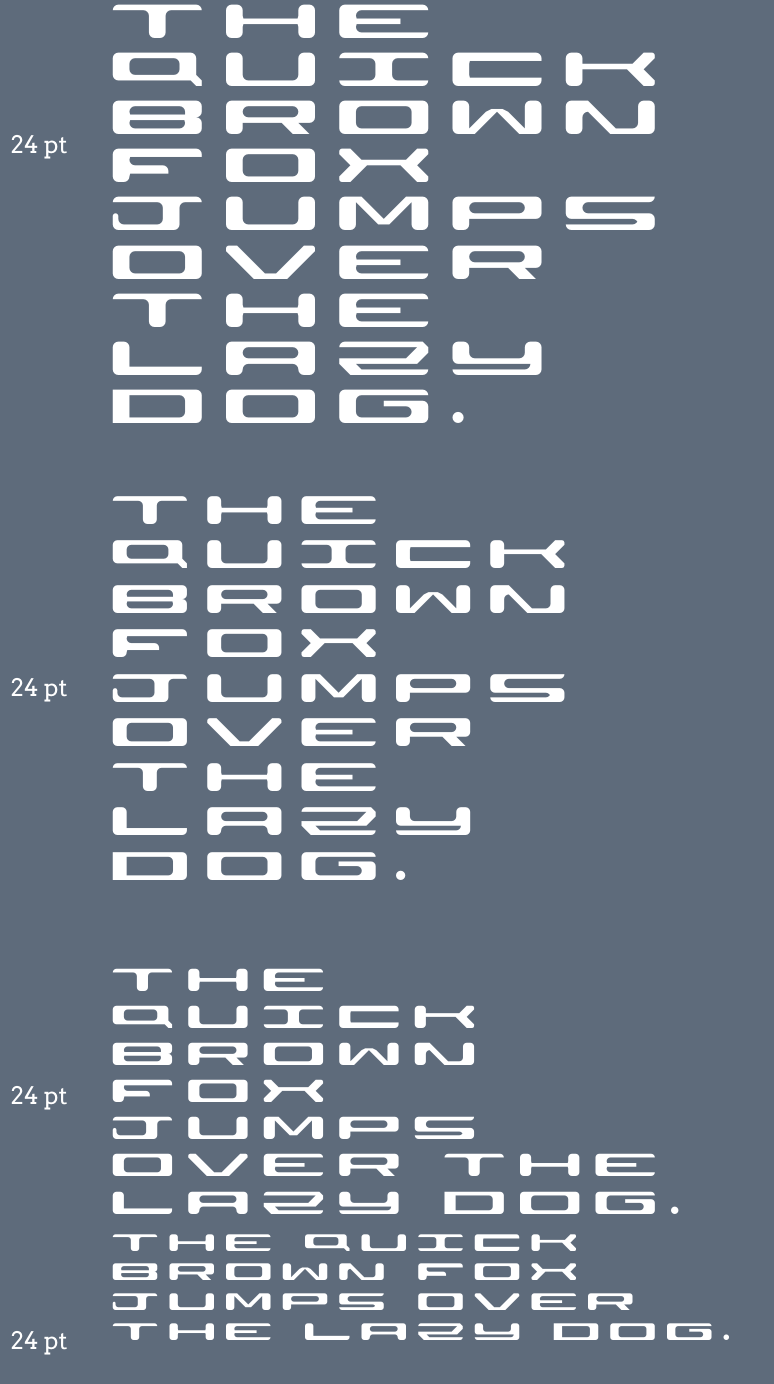 THE
QUICK
BROWN
24 pt
FOX
JUMPS
OVER
THE
LAZY
DOG.
THE
QUICK
BROWN
FOX
24 pt
JUMPS
OVER
THE
LAZY
DOG.
THE
QUICK
BROWN
24 pt
FOX
JUMPS
OVER THE
LAZY DOG.
THE QUICK
BROWN FOX
JUMPS OVER
24 pt
THE LAZY DOG.